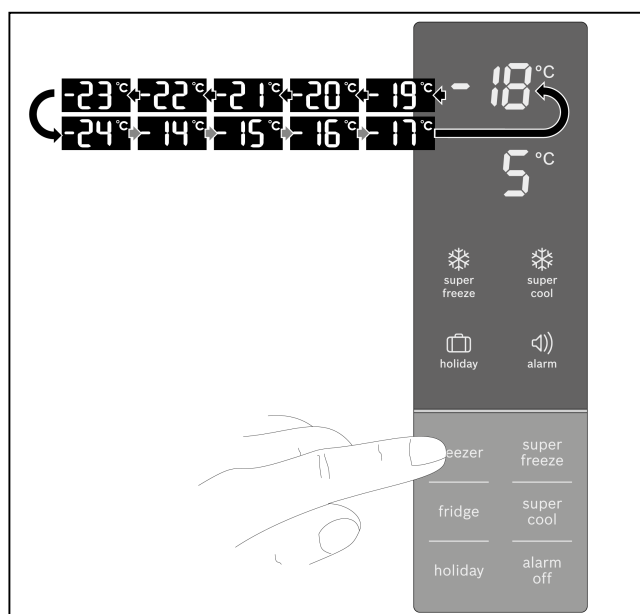 -18°C
-23°C -22°C -21°C -20°C -19°C
-24°C -14°C -15°C -16°C -17°C
5°C
super
freeze
super
cool
holiday
alarm
eezer
super
freeze
fridge
super
cool
holiday
alarm
off